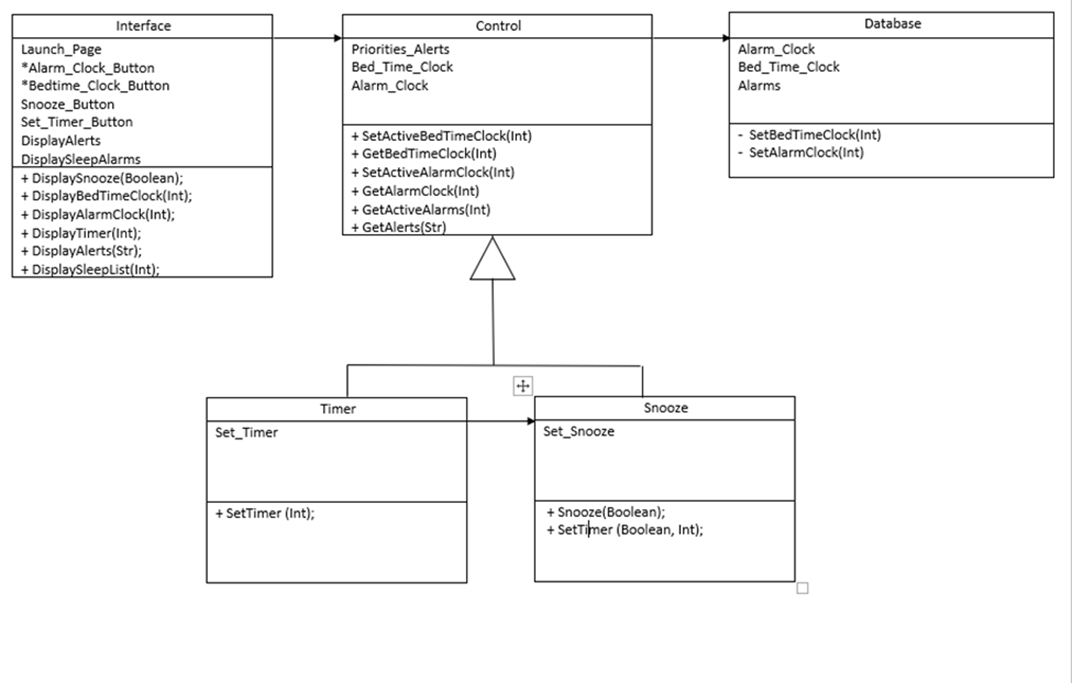 Interface
Launch_Page
*Alarm_Clock_Button
*Bedtime_Clock_Button
Snooze_Button
Set_Timer_Button
DisplayAlerts
DisplaySleepAlarms
+ DisplaySnooze(Boolean);
+ DisplayBedTimeClock(Int);
+ DisplayAlarmClock(Int);
+ DisplayTimer(Int);
+ DisplayAlerts(Str);
+ DisplaySleepList(Int);
Control
Priorities_Alerts
Bed_Time_Clock
Alarm_Clock
+ SetActiveBedTimeClock(Int)
+ GetBedTimeClock(Int)
+ SetActiveAlarmClock(Int)
+ GetAlarmClock(Int)
+ GetActiveAlarms(Int)
+ GetAlerts(Str)
Database
Alarm_Clock
Bed_Time_Clock
Alarms
- SetBedTimeClock(Int)
- SetAlarmClock(Int)
Timer
Set_Timer
+ SetTimer (Int);
Snooze
Set_Snooze
+ Snooze(Boolean);
+ SetTimer (Boolean, Int);